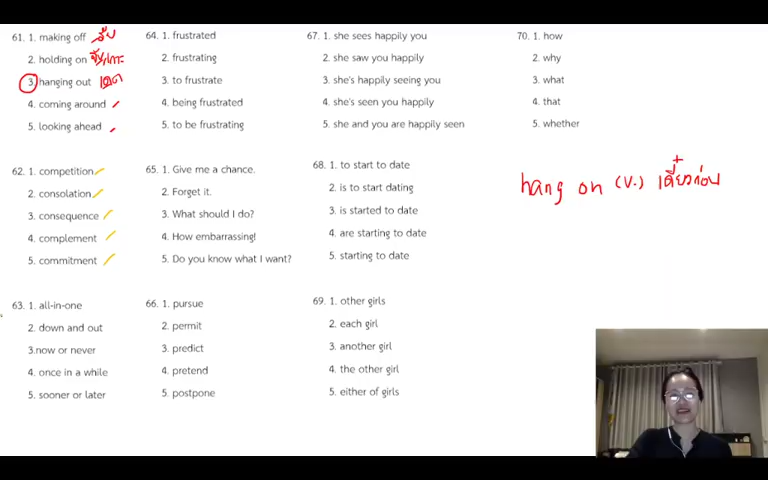 61. 1. making off
2. holding on จับ,เกาะ
3. hanging out
4. coming around
5. looking ahead
62. 1. competition
2. consolation
3. consequence
4. complement
5. commitment
63. 1. all-in-one
2. down and out
3.now or never
4. once in a while
5. sooner or later
64. 1. frustrated
2. frustrating
3. to frustrate
4. being frustrated
5. to be frustrating
65. 1. Give me a chance.
2. Forget it.
3. What should I do?
4. How embarrassing!
5. Do you know what I want?
66. 1. pursue
2. permit
3. predict
4. pretend
5. postpone
67. 1. she sees happily you
2. she saw you happily
3. she's happily seeing you
4. she's seen you happily
5. she and you are happily seen
68. 1. to start to date
2. is to start dating
3. is started to date
4. are starting to date
5. starting to date
69. 1. other girls
2. each girl
3. another girl
4. the other girl
5. either of girls
70. 1. how
2. why
3. what
4. that
5. whether
hang on (v.) เดี๋ยวก่อน